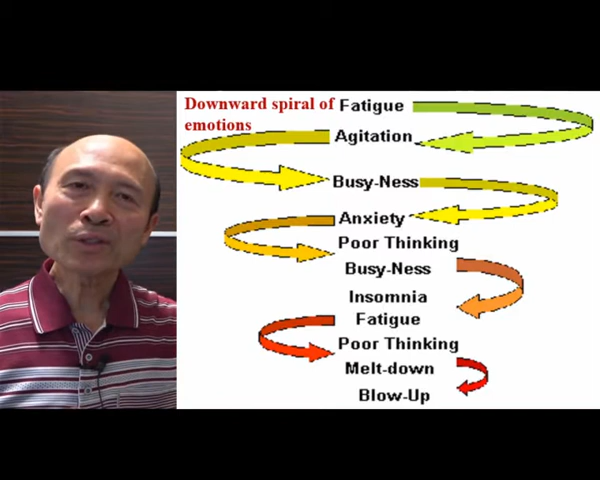 Downward spiral of
emotions
Fatigue
Agitation
Busy-Ness
Anxiety
Poor Thinking
Busy-Ness
Insomnia
Fatigue
Poor Thinking
Melt-down
Blow-Up